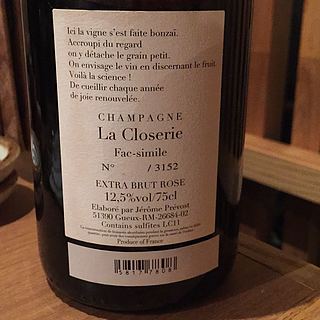 Ici la vigne s'est faite bonzaï.
Accroupi du regard
on y détache le grain petit.
On envisage le vin en discernant le fruit.
Voilà la science !
De cueillir chaque année
de joie renouvelée.
CHAMPAGNE
La Closerie
Fac-simile
N° / 3152
EXTRA BRUT ROSE
12,5%vol/75cl
Elaboré par Jérôme Prévost
51390 Gueux-RM-26684-02
Contains sulfites LC11
Produce of France